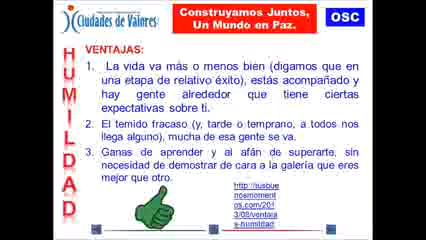 Ciudades de Valores
Construyamos Juntos,
Un Mundo en Paz.
OSC
HUMILDAD
VENTAJAS:
1. La vida va más o menos bien (digamos que en
una etapa de relativo éxito), estás acompañado y
hay gente alrededor que tiene ciertas
expectativas sobre ti.
2. El temido fracaso (y, tarde o temprano, a todos nos
llega alguno), mucha de esa gente se va.
3. Ganas de aprender y al afán de superarte, sin
necesidad de demostrar de cara a la galería que eres
mejor que otro.
http://susbue
nosmoment
os.com/201
3/08/ventaja
s-humildad